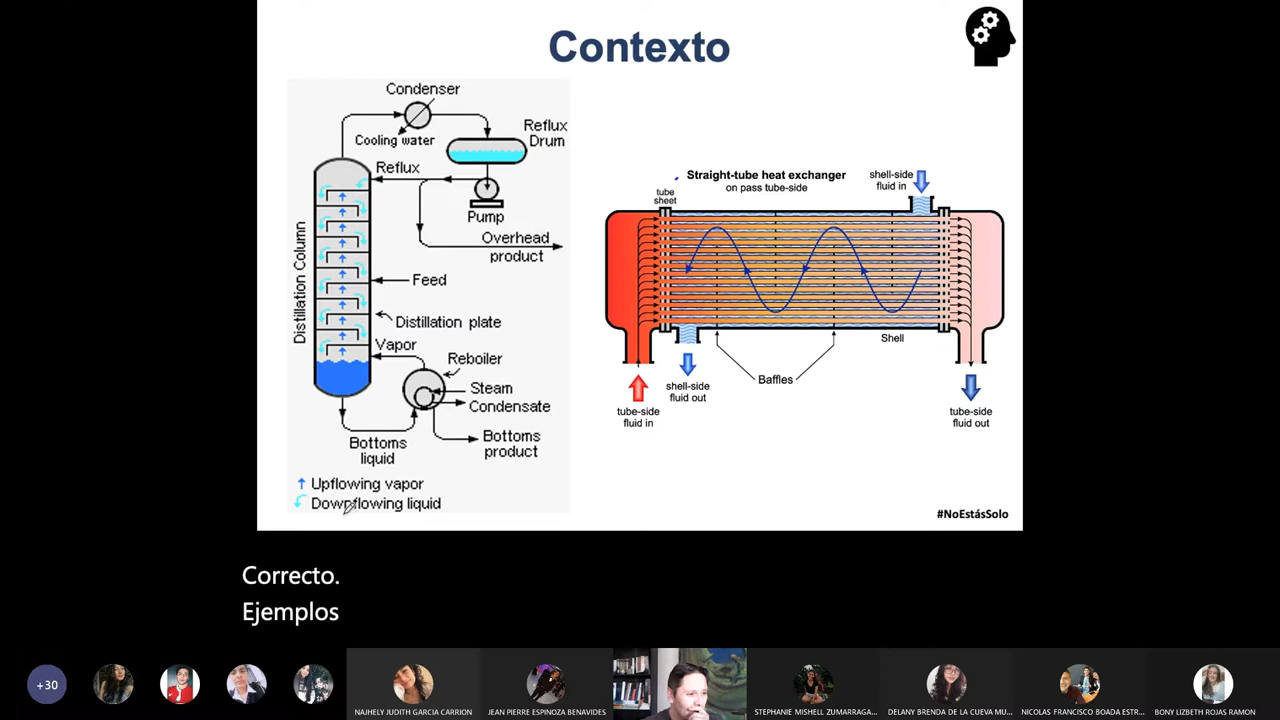 Contexto
Condenser
Cooling water
Reflux
Drum
Reflux
Pump
Overhead
product
Distillation Column
Feed
Distillation plate
Vapor
Reboiler
Steam
Condensate
Bottoms
liquid
Bottoms
product
Upflowing vapor
Downflowing liquid
Straight-tube heat exchanger
on pass tube-side
tube
sheet
shell-side
fluid in
Shell
Baffles
shell-side
fluid out
tube-side
fluid in
tube-side
fluid out
#NoEstásSolo
Correcto.
Ejemplos
+30
NAJHELY JUDITH GARCIA CARRION
JEAN PIERRE ESPINOZA BENAVIDES
STEPHANIE MISHELL ZUMARRAGA...
DELANY BRENDA DE LA CUEVA MU...
NICOLAS FRANCISCO BOADA ESTR...
BONY LIZBETH ROJAS RAMON